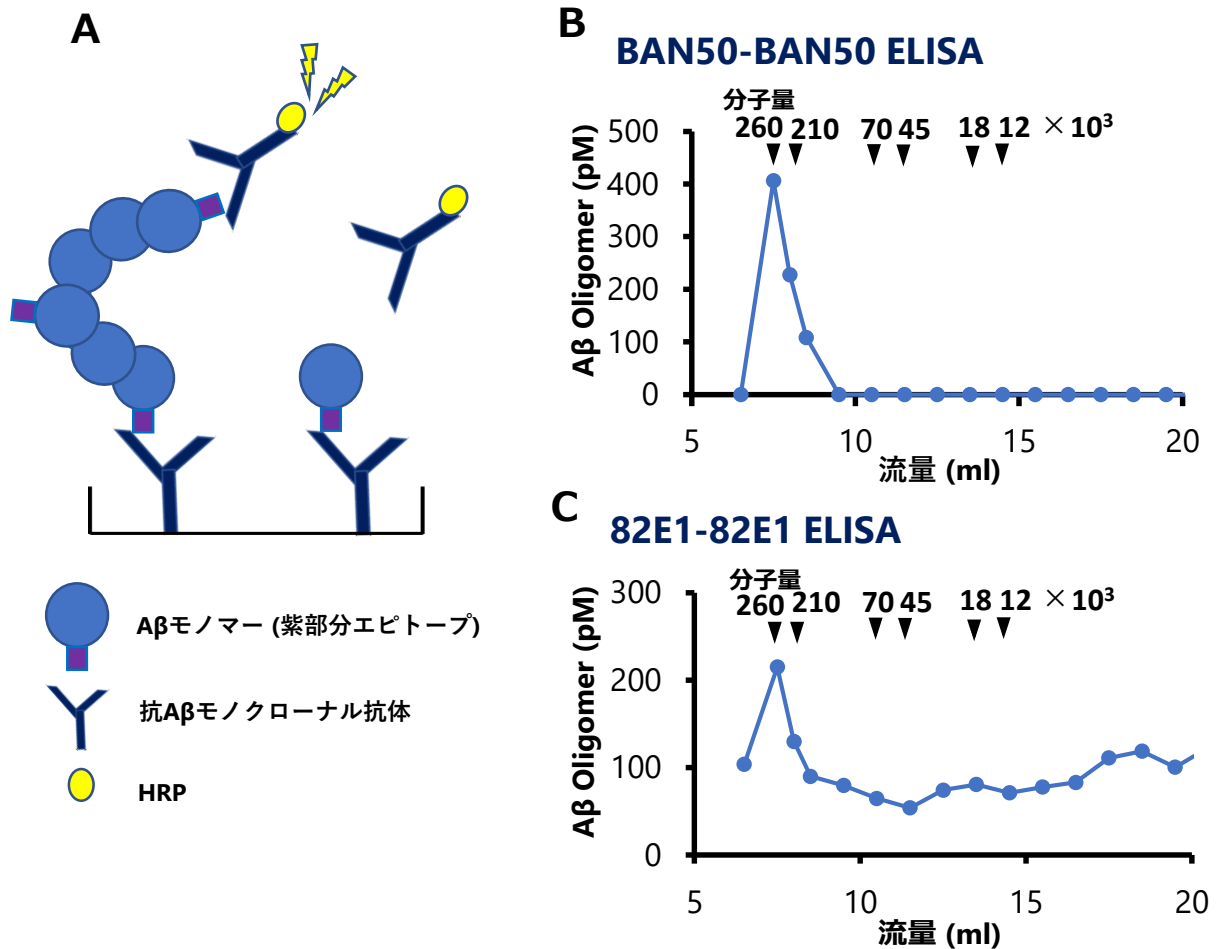 A
Aβモノマー (紫部分エピトープ)
抗Aβモノクローナル抗体
HRP
B
BAN50-BAN50 ELISA
分子量
260 210 70 45 18 12 ×10³
Aβ Oligomer (pM)
500
400
300
200
100
0
5 10 15 20
流量 (ml)
C
82E1-82E1 ELISA
分子量
260 210 70 45 18 12 ×10³
Aβ Oligomer (pM)
300
200
100
0
5 10 15 20
流量 (ml)